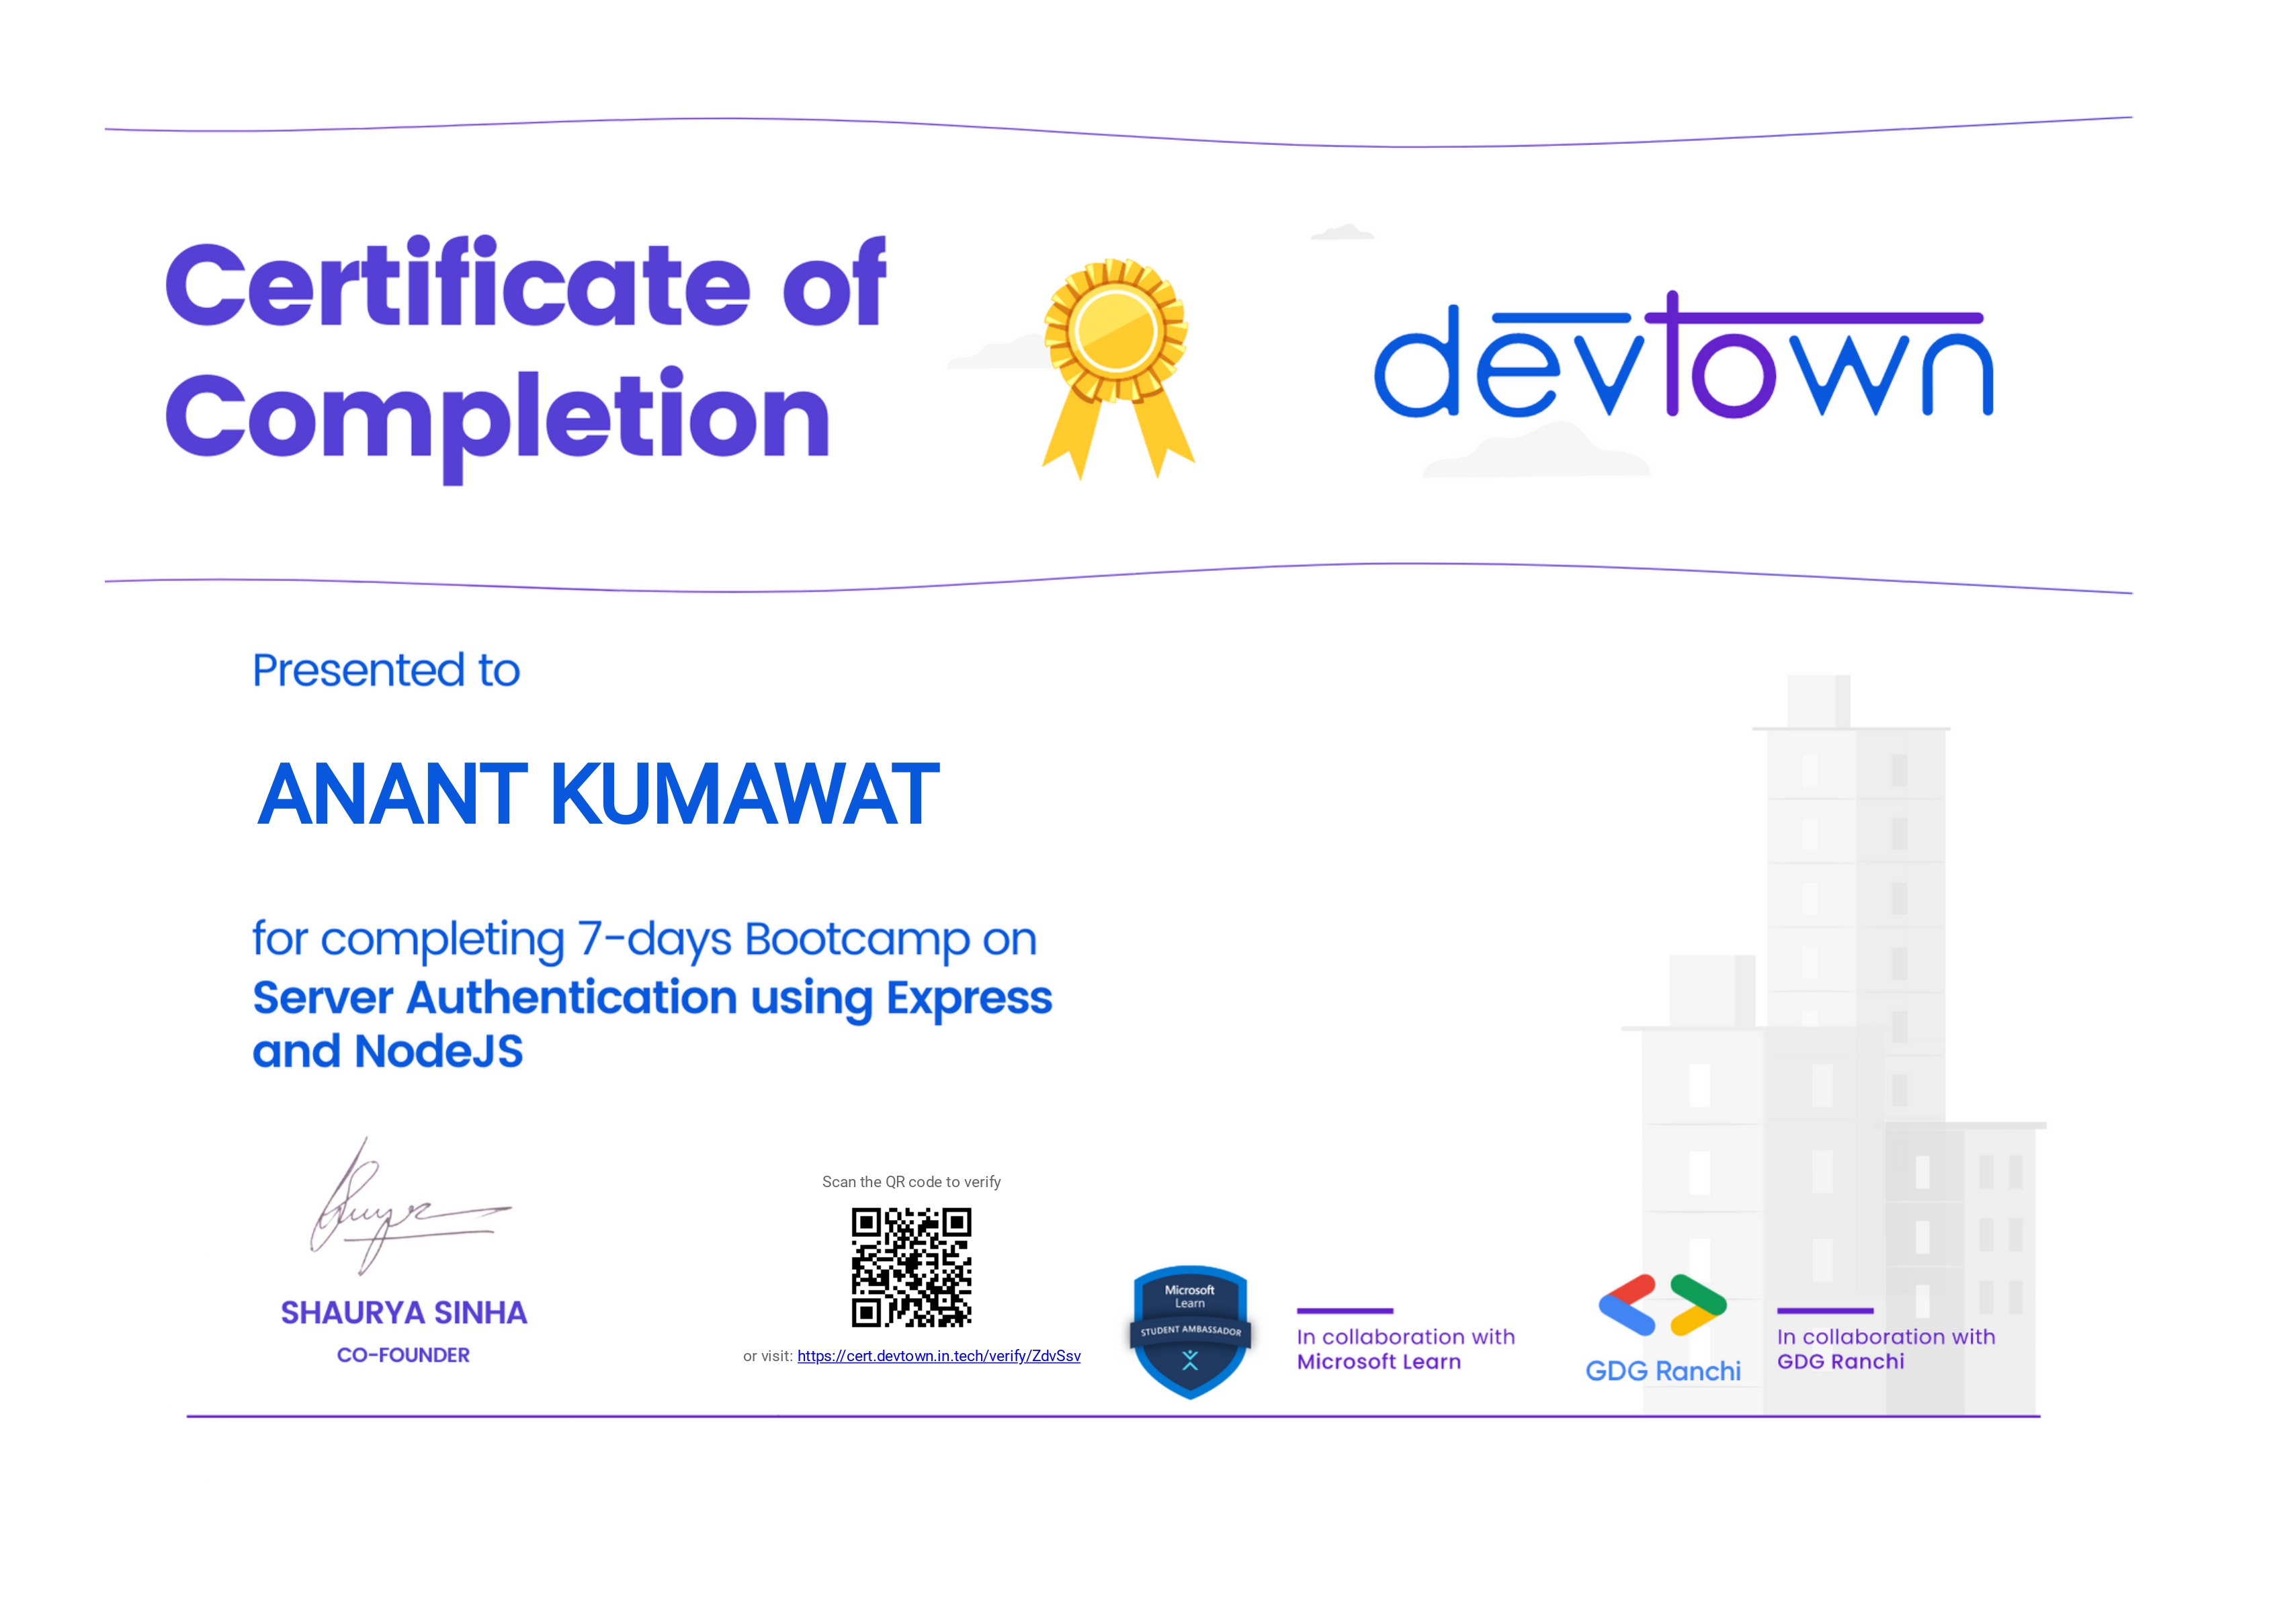 Certificate of
Completion
devtown
Presented to
ANANT KUMAWAT
for completing 7-days Bootcamp on
Server Authentication using Express
and NodeJS
SHAURYA SINHA
CO-FOUNDER
Scan the QR code to verify
or visit: https://cert.devtown.in.tech/verify/ZdvSsv
Microsoft
Learn
STUDENT AMBASSADOR
In collaboration with
Microsoft Learn
GDG Ranchi
In collaboration with
GDG Ranchi